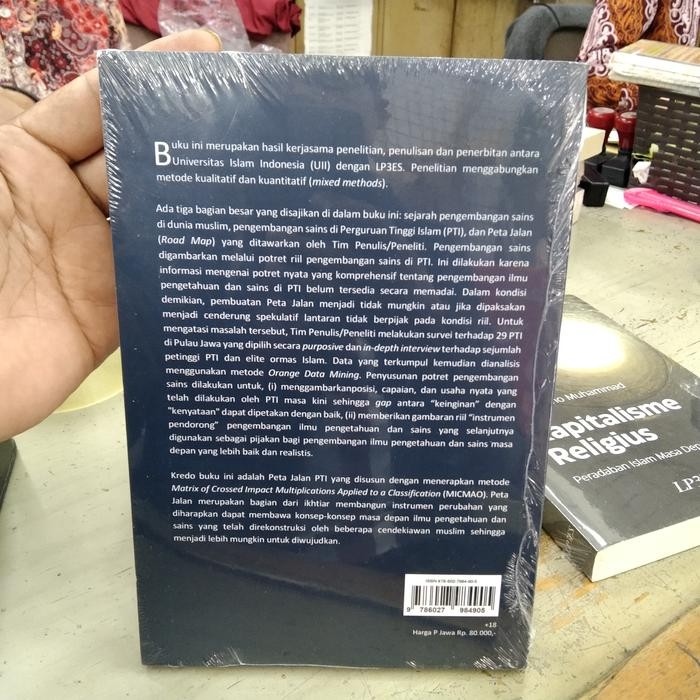 Buku ini merupakan hasil kerjasama penelitian, penulisan dan penerbitan antara
Universitas Islam Indonesia (UII) dengan LP3ES. Penelitian menggabungkan
metode kualitatif dan kuantitatif (mixed methods).
Ada tiga bagian besar yang disajikan di dalam buku ini: sejarah pengembangan sains
di dunia muslim, pengembangan sains di Perguruan Tinggi Islam (PTI), dan Peta Jalan
(Road Map) yang ditawarkan oleh Tim Penulis/Peneliti. Pengembangan sains
digambarkan melalui potret riil pengembangan sains di PTI. Ini dilakukan karena
informasi mengenai potret nyata yang komprehensif tentang pengembangan ilmu
pengetahuan dan sains di PTI belum tersedia secara memadai. Dalam kondisi
demikian, pembuatan Peta Jalan menjadi tidak mungkin atau jika dipaksakan
menjadi cenderung spekulatif lantaran tidak berpijak pada kondisi riil. Untuk
mengatasi masalah tersebut, Tim Penulis/Peneliti melakukan survei terhadap 29 PTI
di Pulau Jawa yang dipilih secara purposive dan in-depth interview terhadap sejumlah
petinggi PTI dan elite ormas Islam. Data yang terkumpul kemudian dianalisis
menggunakan metode Orange Data Mining. Penyusunan potret pengembangan
sains dilakukan untuk, (i) menggambarkanposisi, capaian, dan usaha nyata yang
telah dilakukan oleh PTI masa kini sehingga gap antara "keinginan" dengan
"kenyataan" dapat dipetakan dengan baik, (ii) memberikan gambaran riil "instrumen
pendorong" pengembangan ilmu pengetahuan dan sains yang selanjutnya
digunakan sebagai pijakan bagi pengembangan ilmu pengetahuan dan sains masa
depan yang lebih baik dan realistis.
Kredo buku ini adalah Peta Jalan PTI yang disusun dengan menerapkan metode
Matrix of Crossed Impact Multiplications Applied to a Classification (MICMAO). Peta
Jalan merupakan bagian dari ikhtiar membangun instrumen perubahan yang
diharapkan dapat membawa konsep-konsep masa depan ilmu pengetahuan dan
sains yang telah direkonstruksi oleh beberapa cendekiawan muslim sehingga
menjadi lebih mungkin untuk diwujudkan.
ISBN 978-602-7984-90-5
9 786027 984905
+18
Harga P Jawa Rp. 80.000,-
Muhammad
apitalisme
Religius
Peradaban Islam Masa